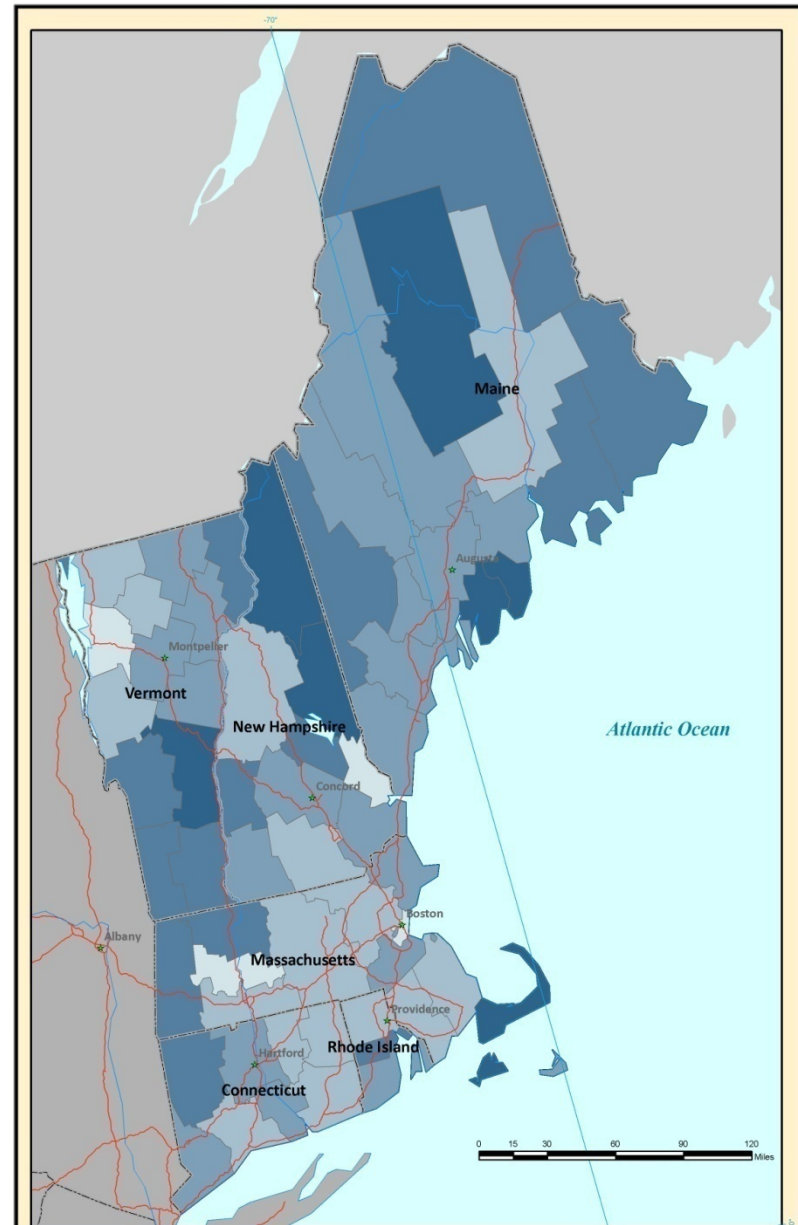 -70°
Maine
Augusta
Montpelier
Vermont
New Hampshire
Atlantic Ocean
Concord
Boston
Albany
Massachusetts
Providence
Rhode Island
Hartford
Connecticut
0 15 30 60 90 120
Miles